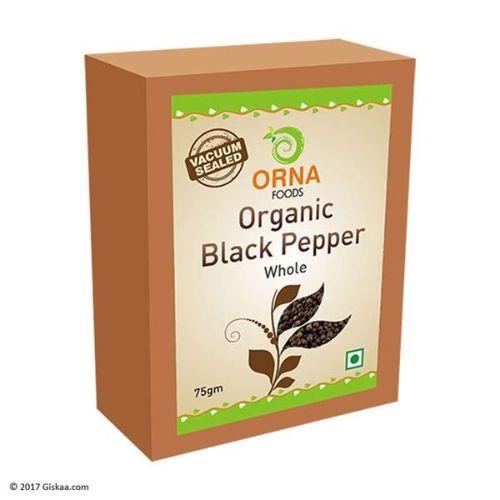 VACUUM
SEALED
ORNA
FOODS
Organic
Black Pepper
Whole
75gm
© 2017 Giskaa.com